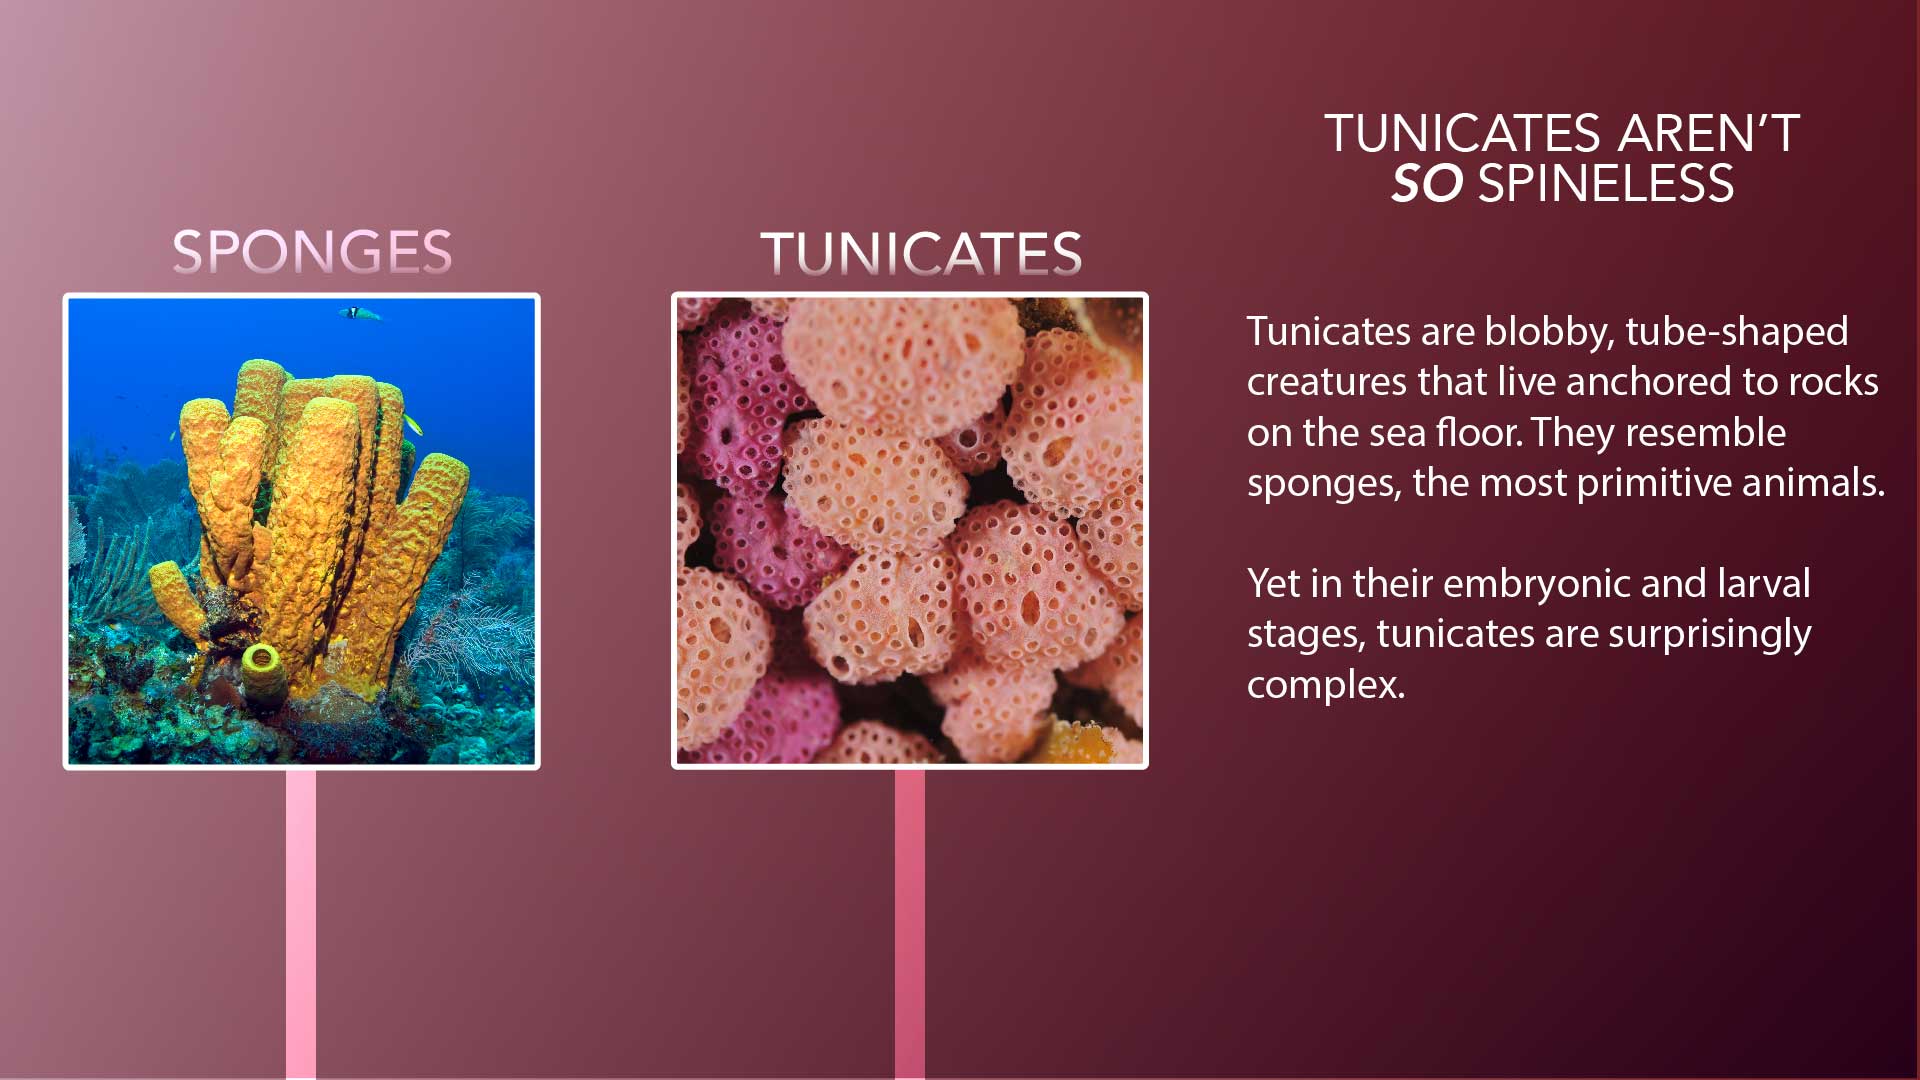 SPONGES
TUNICATES
TUNICATES AREN’T
SO SPINELESS
Tunicates are blobby, tube-shaped
creatures that live anchored to rocks
on the sea floor. They resemble
sponges, the most primitive animals.
Yet in their embryonic and larval
stages, tunicates are surprisingly
complex.